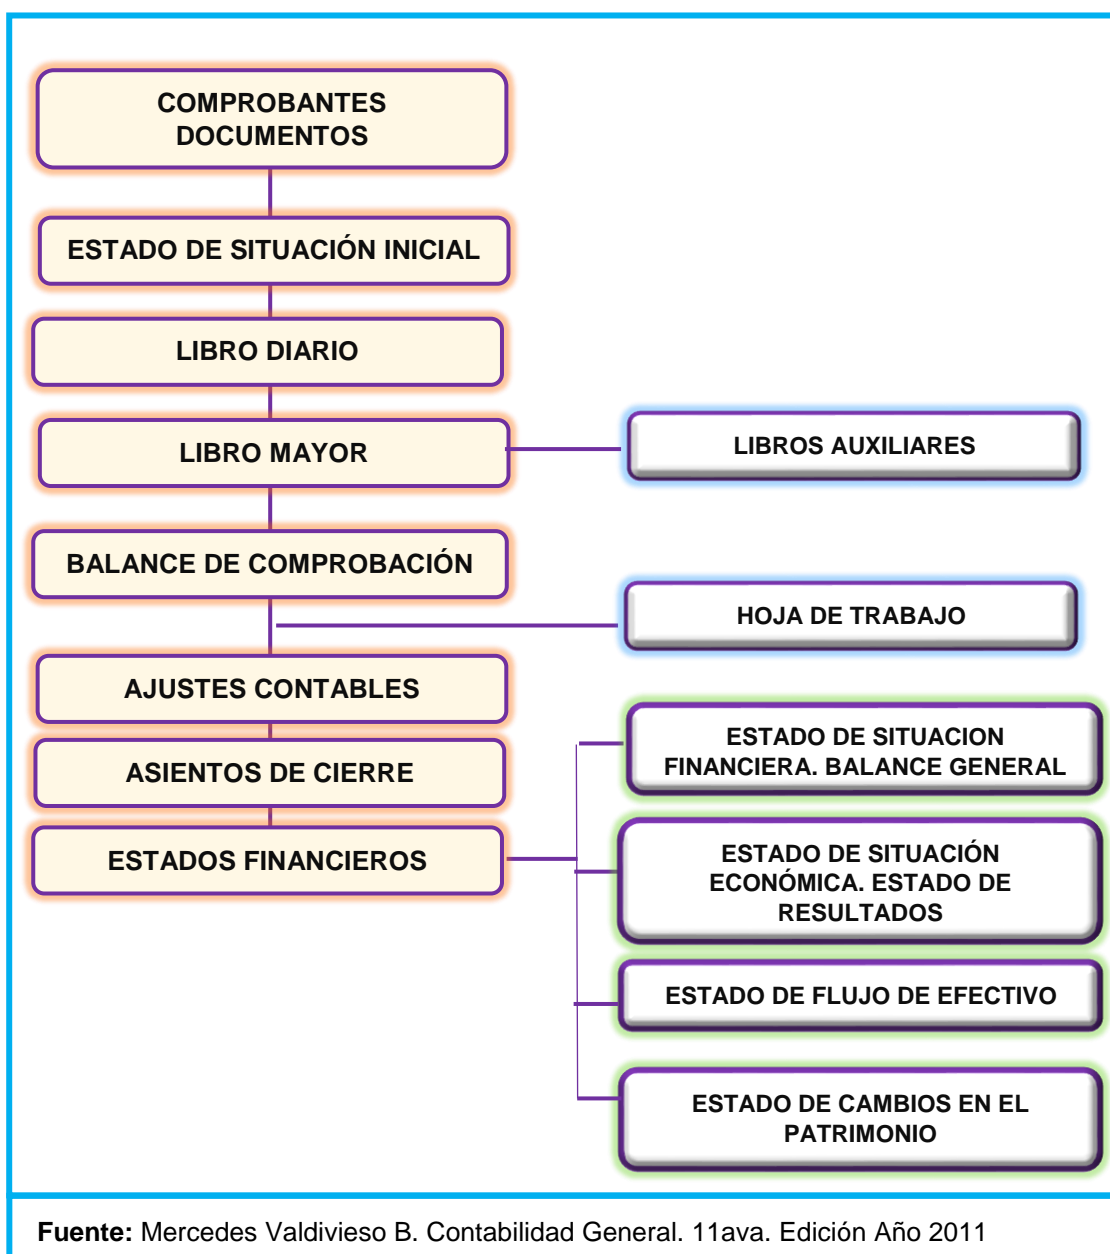 COMPROBANTES
DOCUMENTOS
ESTADO DE SITUACIÓN INICIAL
LIBRO DIARIO
LIBRO MAYOR
LIBROS AUXILIARES
BALANCE DE COMPROBACIÓN
HOJA DE TRABAJO
AJUSTES CONTABLES
ASIENTOS DE CIERRE
ESTADOS FINANCIEROS
ESTADO DE SITUACION
FINANCIERA. BALANCE GENERAL
ESTADO DE SITUACIÓN
ECONÓMICA. ESTADO DE
RESULTADOS
ESTADO DE FLUJO DE EFECTIVO
ESTADO DE CAMBIOS EN EL
PATRIMONIO
Fuente: Mercedes Valdivieso B. Contabilidad General. 11ava. Edición Año 2011